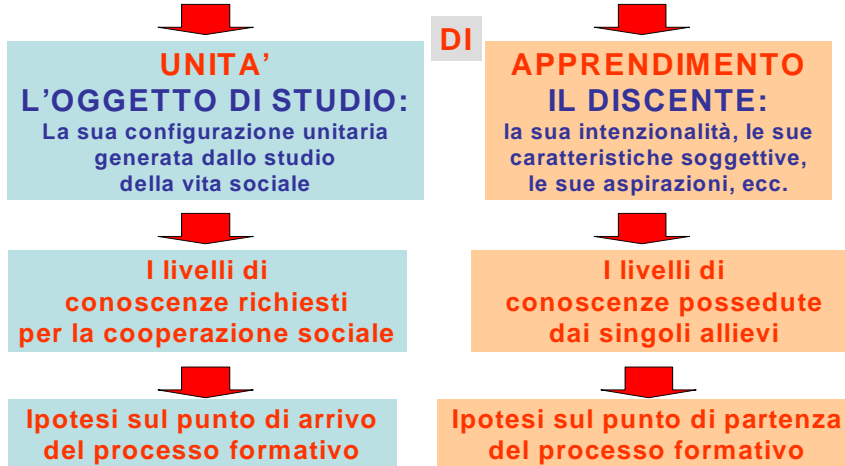 UNITA’
L’OGGETTO DI STUDIO:
La sua configurazione unitaria
generata dallo studio
della vita sociale
DI
APPRENDIMENTO
IL DISCENTE:
la sua intenzionalità, le sue
caratteristiche soggettive,
le sue aspirazioni, ecc.
I livelli di
conoscenze richiesti
per la cooperazione sociale
I livelli di
conoscenze possedute
dai singoli allievi
Ipotesi sul punto di arrivo
del processo formativo
Ipotesi sul punto di partenza
del processo formativo